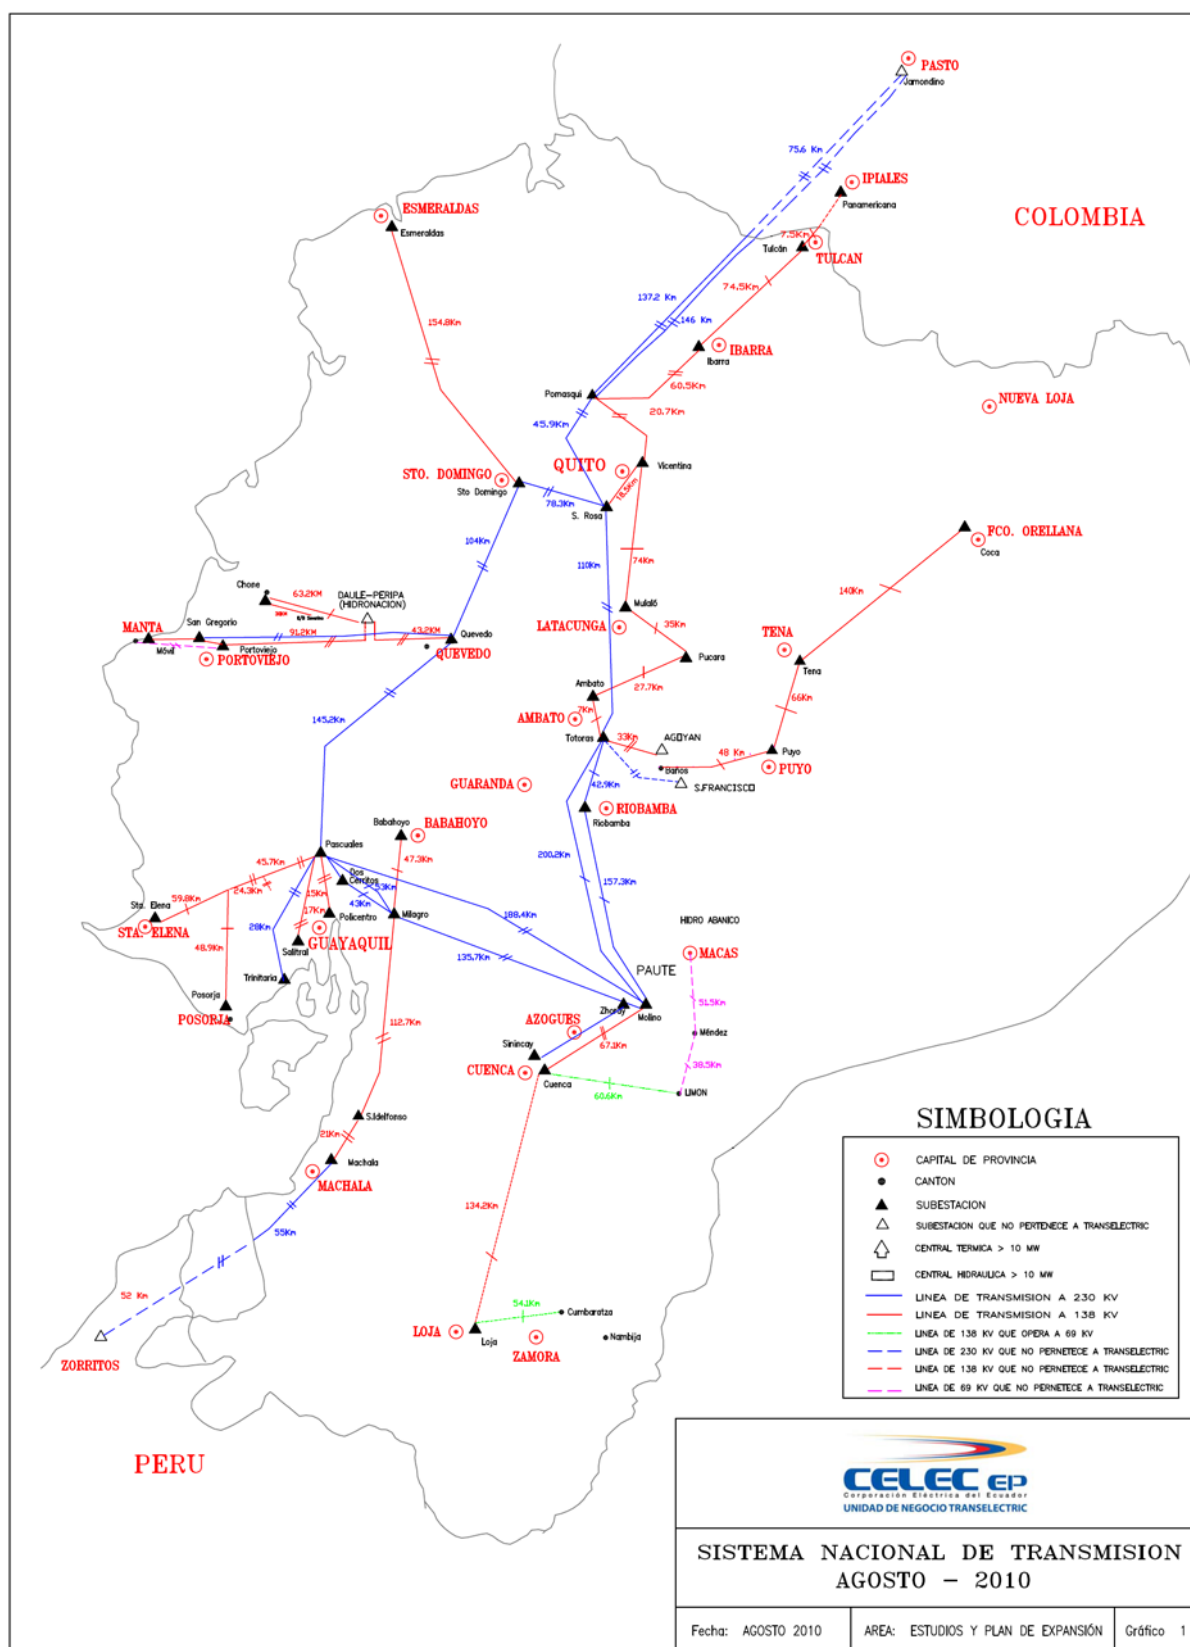 PASTO
Jamondino
75.6 Km
IPIALES
Panamericana
COLOMBIA
ESMERALDAS
Esmeraldas
7.5Km
Tulcán
TULCAN
74.5Km
137.2 Km
146 Km
154.8Km
IBARRA
Ibarra
60.5Km
Pomasqui
20.7Km
NUEVA LOJA
45.9Km
QUITO
Vicentina
STO. DOMINGO
Sto Domingo
78.3Km
18.5Km
S. Rosa
FCO. ORELLANA
Coca
104Km
110Km
74Km
140Km
Chone
63.2KM
DAULE-PERIPA
(HIDRONACION)
Mulaló
LATACUNGA
35Km
TENA
Tena
MANTA
San Gregorio
91.2KM
43.2KM
Quevedo
Móvil
Portoviejo
PORTOVIEJO
QUEVEDO
Pucara
27.7Km
66Km
Ambato
7Km
145.2Km
AMBATO
Totoras
33Km
AGOYAN
48 Km
Puyo
Baños
PUYO
S.FRANCISCO
GUARANDA
42.9Km
RIOBAMBA
Riobamba
Babahoyo
BABAHOYO
Pascuales
47.3Km
200.2Km
157.3Km
45.7Km
Dos
Cerritos
53Km
24.3Km
15Km
59.8Km
43Km
Sta. Elena
STA. ELENA
17Km
Policentro
Milagro
188.4Km
HIDRO ABANICO
28Km
GUAYAQUIL
Salitral
48.9Km
135.7Km
MACAS
PAUTE
Trinitaria
Posorja
POSORJA
51.5Km
112.7Km
Zhoray
Molino
AZOGUES
67.1Km
Méndez
Sinincay
CUENCA
Cuenca
38.5Km
60.6Km
LIMON
S.Idelfonso
21Km
Machala
MACHALA
134.2Km
55Km
52 Km
ZORRITOS
54.1Km
Cumbaratza
LOJA
Loja
ZAMORA
Nambija
PERU
SIMBOLOGIA
CAPITAL DE PROVINCIA
CANTON
SUBESTACION
SUBESTACION QUE NO PERTENECE A TRANSELECTRIC
CENTRAL TERMICA > 10 MW
CENTRAL HIDRAULICA > 10 MW
LINEA DE TRANSMISION A 230 KV
LINEA DE TRANSMISION A 138 KV
LINEA DE 138 KV QUE OPERA A 69 KV
LINEA DE 230 KV QUE NO PERNETECE A TRANSELECTRIC
LINEA DE 138 KV QUE NO PERNETECE A TRANSELECTRIC
LINEA DE 69 KV QUE NO PERNETECE A TRANSELECTRIC
CELEC EP
Corporación Eléctrica del Ecuador
UNIDAD DE NEGOCIO TRANSELECTRIC
SISTEMA NACIONAL DE TRANSMISION
AGOSTO - 2010
Fecha: AGOSTO 2010
AREA: ESTUDIOS Y PLAN DE EXPANSIÓN
Gráfico 1